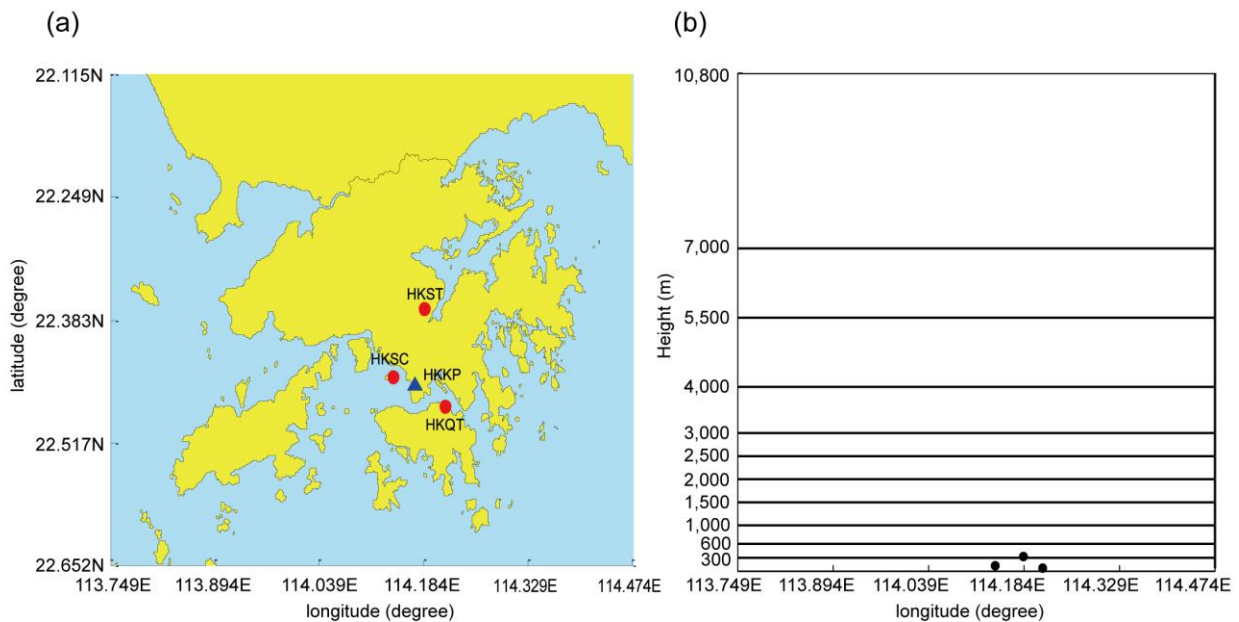 (a)
(b)
22.115N
22.249N
22.383N
22.517N
22.652N
latitude (degree)
HKST
HKSC
HKKP
HKQT
113.749E 113.894E 114.039E 114.184E 114.329E 114.474E
longitude (degree)
10,800
7,000
5,500
4,000
3,000
2,500
2,000
1,500
1,000
600
300
Height (m)
113.749E 113.894E 114.039E 114.184E 114.329E 114.474E
longitude (degree)